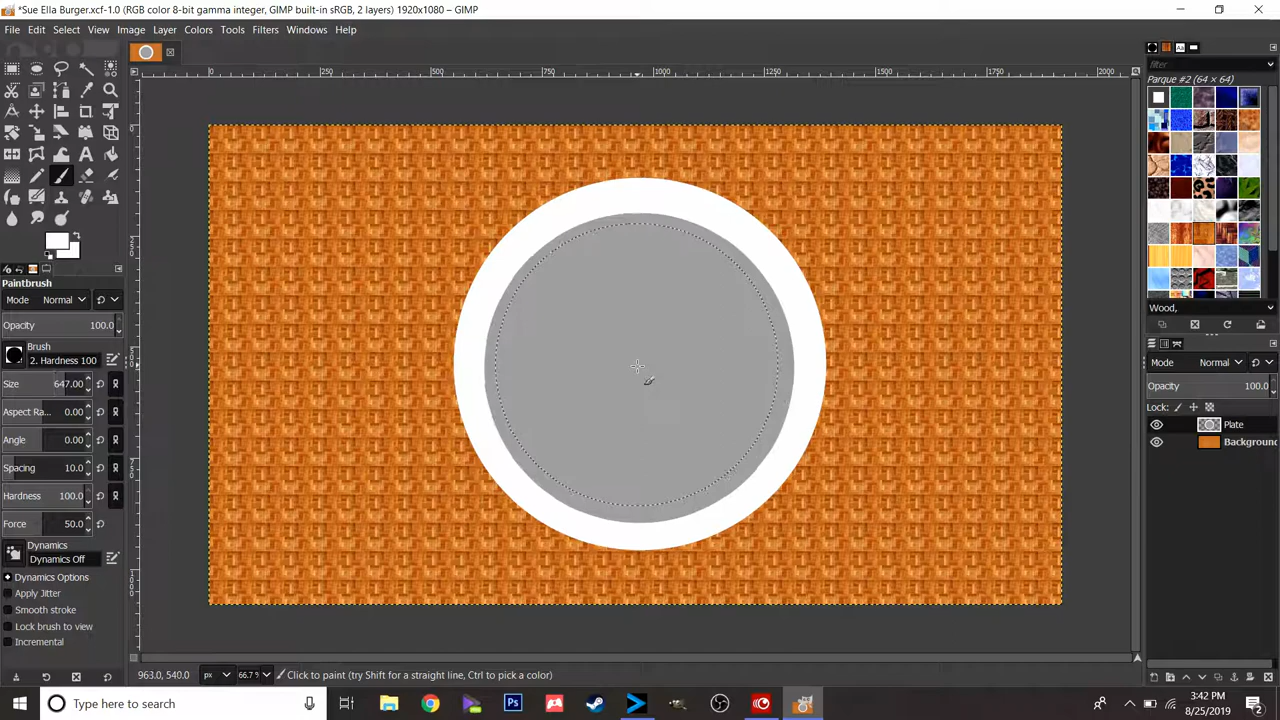 *Sue Ella Burger.xcf-1.0 (RGB color 8-bit gamma integer, GIMP built-in sRGB, 2 layers) 1920x1080 – GIMP
File Edit Select View Image Layer Colors Tools Filters Windows Help
0 250 500 750 1000 1250 1500 1750 2000
filter
Parque #2 (64 × 64)
Paintbrush
Mode Normal
Opacity 100.0
Brush
2. Hardness 100
Size 647.00
Aspect Ra... 0.00
Angle 0.00
Spacing 10.0
Hardness 100.0
Force 50.0
Dynamics
Dynamics Off
Dynamics Options
Apply Jitter
Smooth stroke
Lock brush to view
Incremental
Wood,
Mode Normal
Opacity 100.0
Lock:
Plate
Background
963.0, 540.0 px 66.7 Click to paint (try Shift for a straight line, Ctrl to pick a color)
Type here to search
Ps
3:42 PM
8/25/2019
2